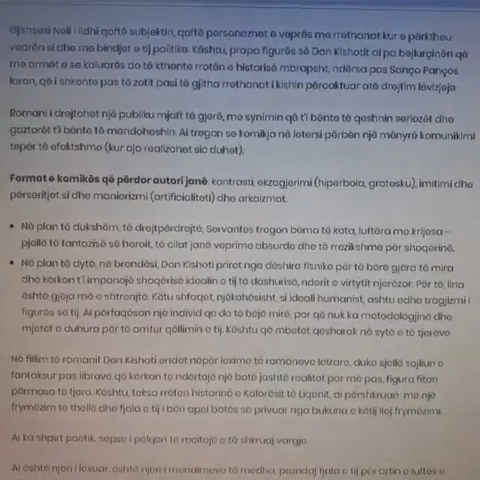 Gjithsesi Noli i lidhi qoftë subjektin, qoftë personazhet e veprës me rrethanat kur e përktheu
veprën si dhe me bindjet e tij politike. Kështu, prapa figurës së Dan Kishotit ai pa bejlurçinën që
me armët e së kaluarës do të kthente rrotën e historisë mbrapsht, ndërsa pas Sanço Panços
laron, që i shkonte pas të zotit pasi të gjitha rrethanat i kishin përcaktuar atë drejtim lëvizjeje.
Romani i drejtohet një publiku mjaft të gjerë, me synimin që t'i bënte të qeshnin seriozët dhe
gaztorët t'i bënte të mendoheshin. Ai tregon se komikja në letërsi përbën një mënyrë komunikimi
tepër të efektshme (kur ajo realizohet siç duhet).
Format e komikës që përdor autori janë: kontrasti, ekzagjerimi (hiperbola, grotesku), imitimi dhe
përseritjet si dhe manierizmi (artificialiteti) dhe arkaizmat.
• Në plan të dukshëm, të drejtpërdrejtë, Servantes tregon bëma të kota, luftëra me krijesa –
pjellë të fantazisë së heroit, të cilat janë veprime absurde dhe të rrezikshme për shoqërinë.
• Në plan të dytë, në brendësi, Don Kishoti priret nga dëshira fisnike për të bërë gjëra të mira
dhe kërkon t'i imponojë shoqërisë idealin e tij të dashurisë, nderit e virtytit njerëzor. Për të, liria
është gjëja më e shtrenjtë. Këtu shfaqet, njëkohësisht, si ideali humanist, ashtu edhe tragjizmi i
figurës së tij. Ai përfaqëson një individ që do të bëjë mirë, por që nuk ka metodologjinë dhe
mjetet e duhura për të arritur qëllimin e tij. Kështu që mbetet qesharak në sytë e të tjerëve.
Në fillim të romanit Don Kishoti endet nëpër leximo të romaneve letrare, duke sjellë sojliun e
fantaksur pas librave që kërkon të ndërtojë një botë jashtë realitet por më pas, figura fiton
përmasa të tjera. Kështu, teksa rrëfen historinë e Kalorësit të Liqenit, ai përshkruan me një
frymëzim të thellë dhe fjala e tij i bën apel botës së privuar nga bukuria e këtij lloj frymëzimi.
Ai ka shpirt poetik, sepse i pëlqen të recitojë e të shkruaj vargje.
Ai është njeri i lexuar, është njeri i mendimeve të mëdha, prandaj fjala e tij për artin e luftës e